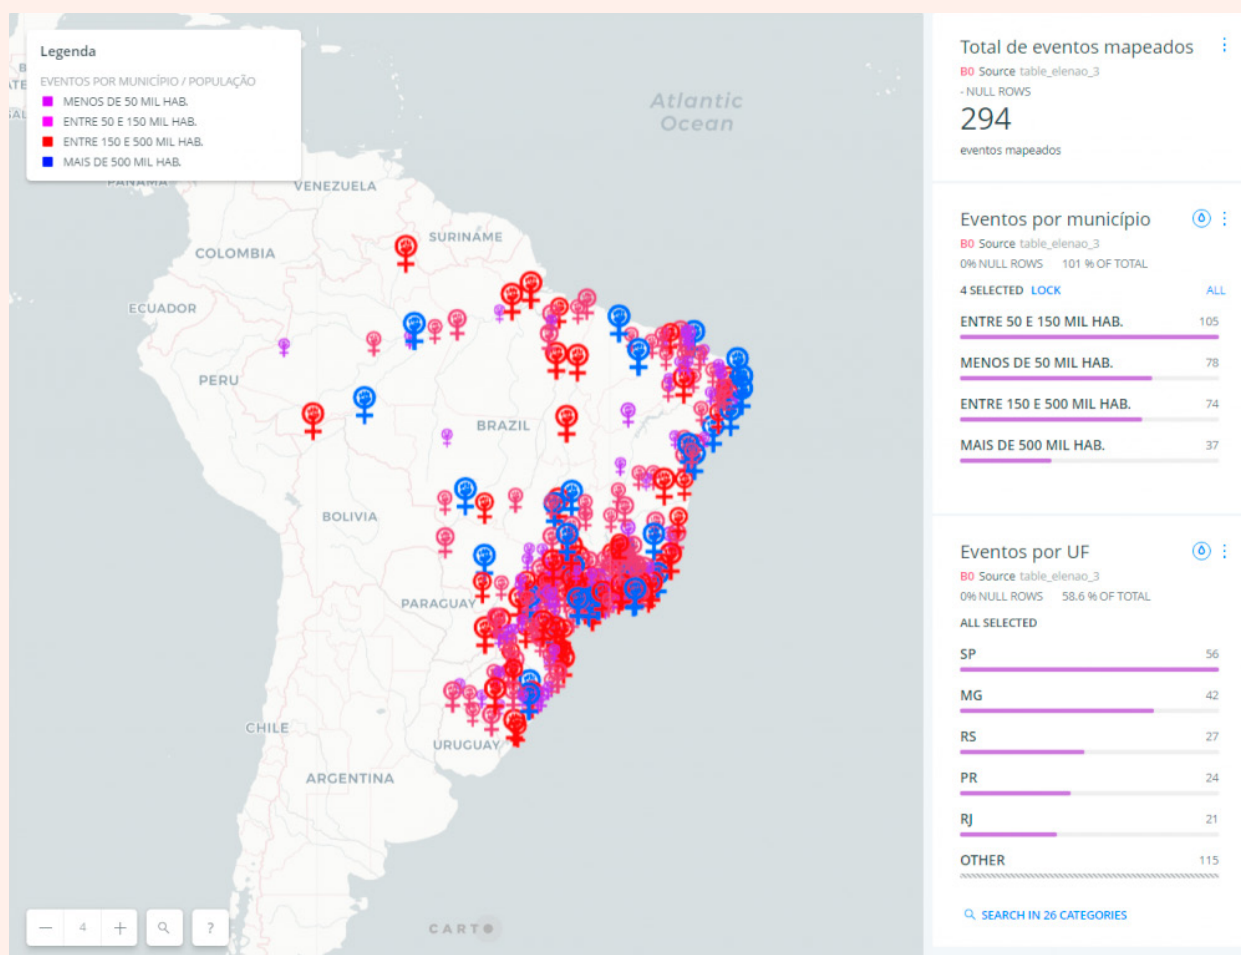 Legenda
EVENTOS POR MUNICÍPIO / POPULAÇÃO
MENOS DE 50 MIL HAB.
ENTRE 50 E 150 MIL HAB.
ENTRE 150 E 500 MIL HAB.
MAIS DE 500 MIL HAB.
PANAMA
VENEZUELA
COLOMBIA
SURINAME
ECUADOR
PERU
BRAZIL
BOLIVIA
PARAGUAY
CHILE
URUGUAY
ARGENTINA
Atlantic
Ocean
4
?
CARTO
Total de eventos mapeados
B0 Source table_elenao_3
- NULL ROWS
294
eventos mapeados
Eventos por município
B0 Source table_elenao_3
0% NULL ROWS 101 % OF TOTAL
4 SELECTED LOCK ALL
ENTRE 50 E 150 MIL HAB. 105
MENOS DE 50 MIL HAB. 78
ENTRE 150 E 500 MIL HAB. 74
MAIS DE 500 MIL HAB. 37
Eventos por UF
B0 Source table_elenao_3
0% NULL ROWS 58.6 % OF TOTAL
ALL SELECTED
SP 56
MG 42
RS 27
PR 24
RJ 21
OTHER 115
SEARCH IN 26 CATEGORIES